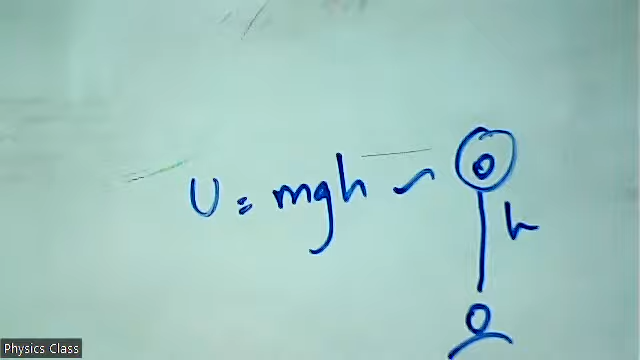 U = mgh
h
Physics Class